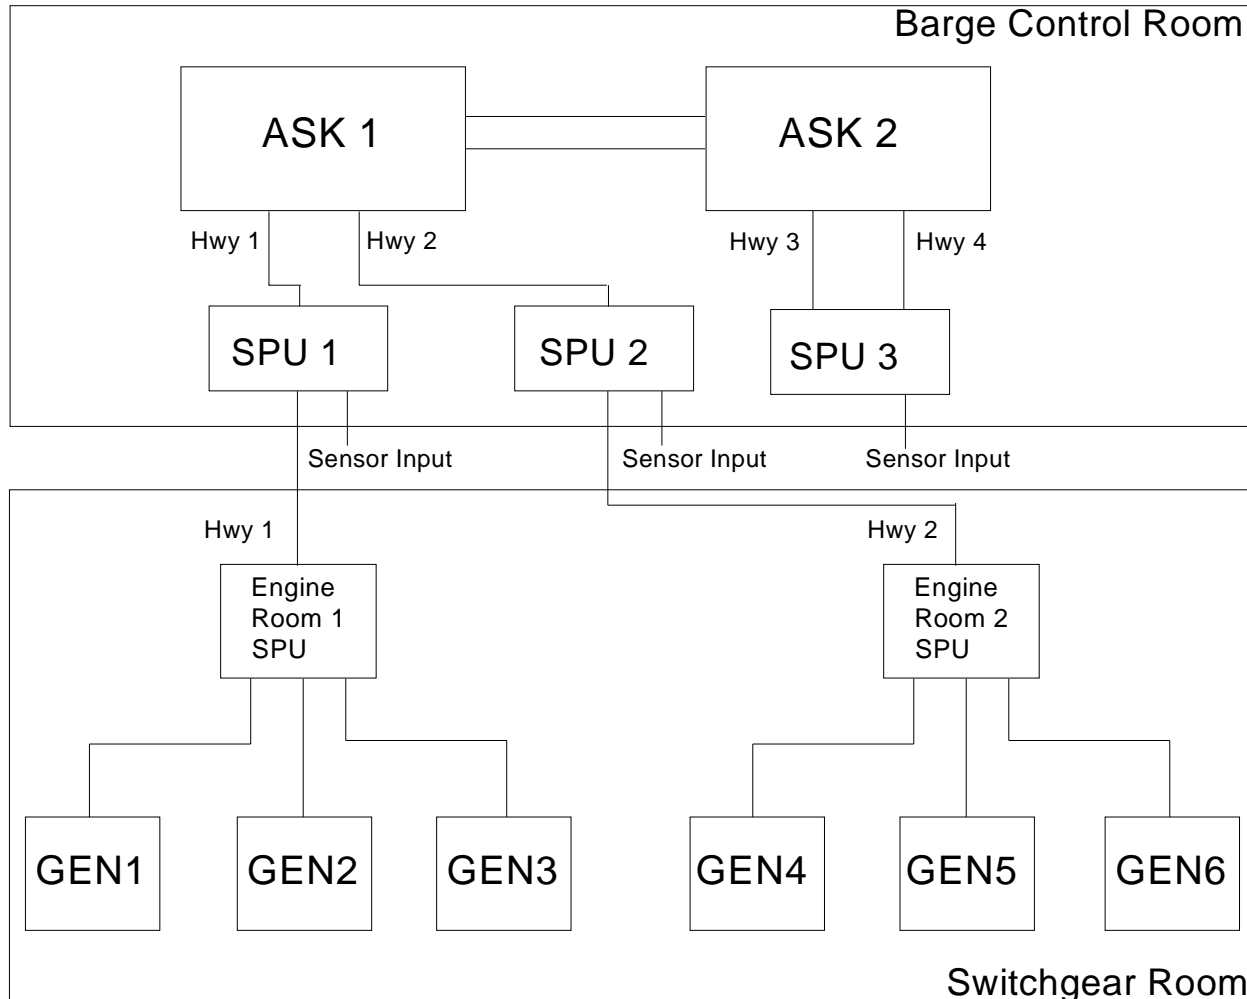 Barge Control Room
ASK 1
ASK 2
Hwy 1
Hwy 2
Hwy 3
Hwy 4
SPU 1
SPU 2
SPU 3
Sensor Input
Sensor Input
Sensor Input
Hwy 1
Hwy 2
Engine
Room 1
SPU
Engine
Room 2
SPU
GEN1
GEN2
GEN3
GEN4
GEN5
GEN6
Switchgear Room